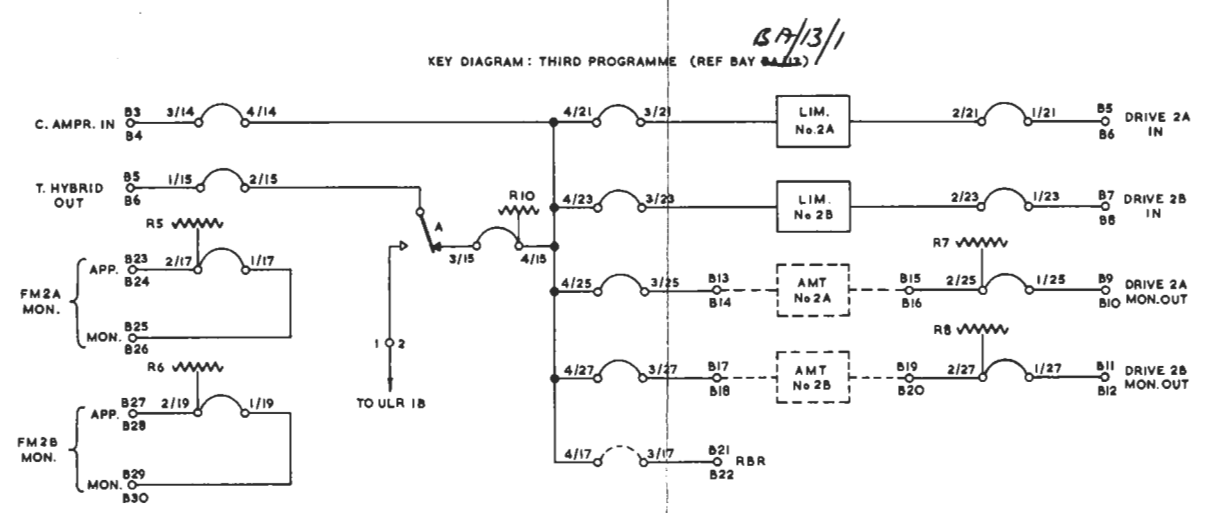 BA/13/1
KEY DIAGRAM: THIRD PROGRAMME (REF BAY BA/12)
C. AMPR. IN B3 3/14 4/14 4/21 3/21 LIM. 2/21 1/21 B5 DRIVE 2A
B4 No.2A B6 IN
T. HYBRID B5 1/15 2/15 4/23 3/23 LIM. 2/23 1/23 B7 DRIVE 2B
OUT B6 No 2B B8 IN
R5 A R10 R7
3/15 4/15
FM2A
MON.
APP. B23 2/17 1/17 4/25 3/25 B13 AMT B15 2/25 1/25 B9 DRIVE 2A
B24 B14 No 2A B16 B10 MON.OUT
MON. B25
B26
1 2
TO ULR 1B
R6 R8
4/27 3/27 B17 AMT B19 2/27 1/27 B11 DRIVE 2B
B18 No 2B B20 B12 MON.OUT
FM2B
MON.
APP. B27 2/19 1/19
B28
MON. B29
B30
4/17 3/17 B21 RBR
B22